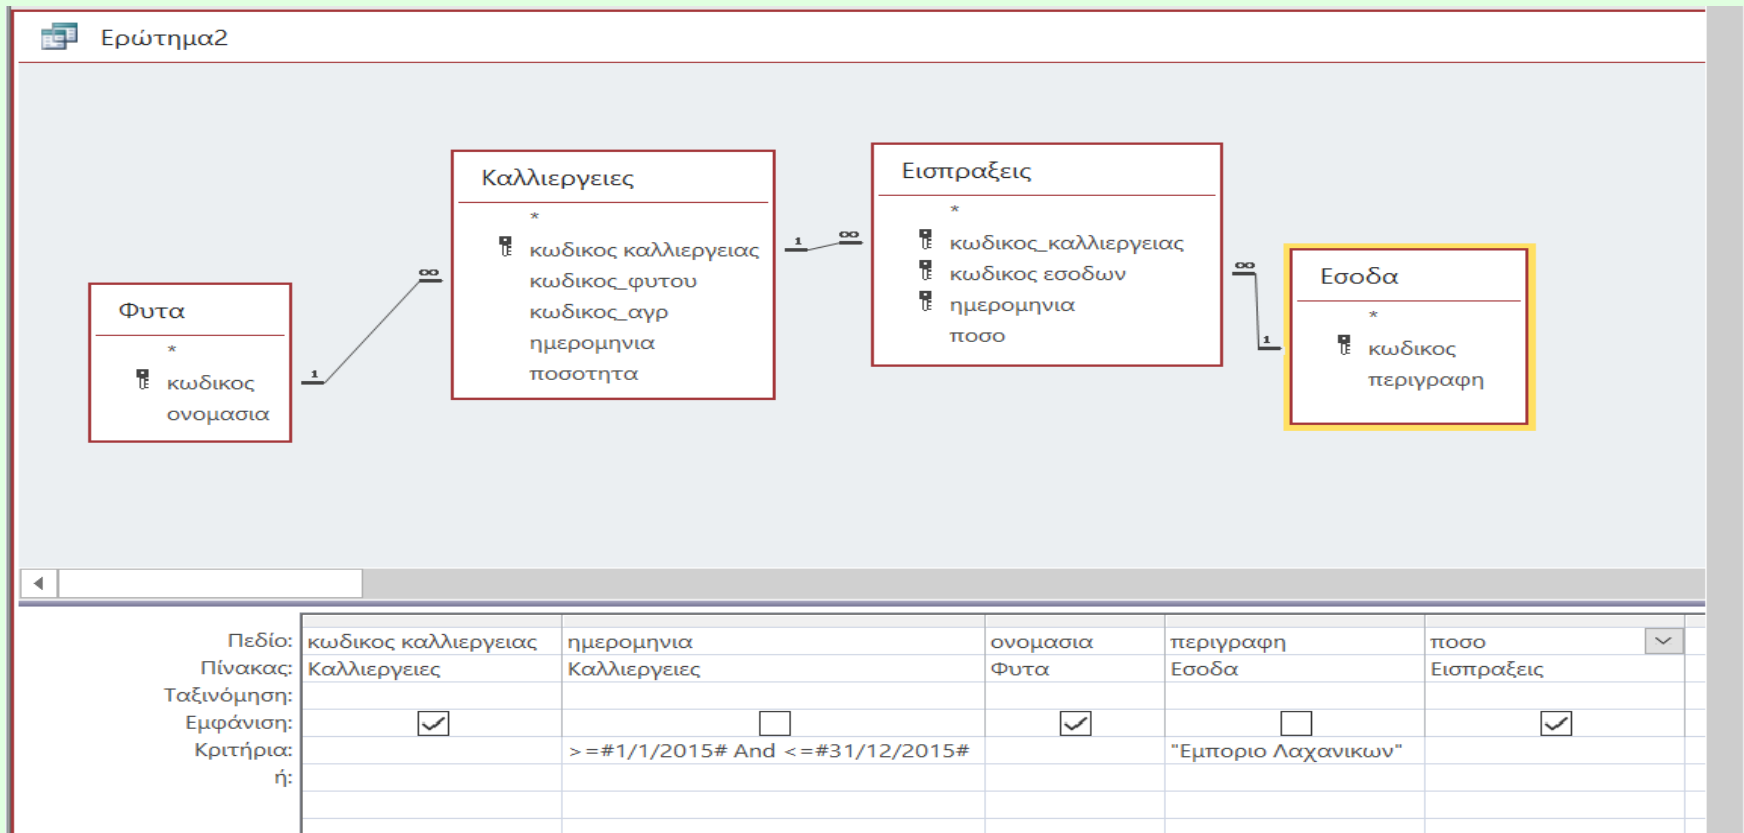 Ερώτημα2
Φυτα
*
κωδικος
ονομασια
1
∞
Καλλιεργειες
*
κωδικος καλλιεργειας
κωδικος_φυτου
κωδικος_αγρ
ημερομηνια
ποσοτητα
1
∞
Εισπραξεις
*
κωδικος_καλλιεργειας
κωδικος εσοδων
ημερομηνια
ποσο
∞
1
Εσοδα
*
κωδικος
περιγραφη
Πεδίο: κωδικος καλλιεργειας ημερομηνια ονομασια περιγραφη ποσο
Πίνακας: Καλλιεργειες Καλλιεργειες Φυτα Εσοδα Εισπραξεις
Ταξινόμηση:
Εμφάνιση:
Κριτήρια: >=#1/1/2015# And <=#31/12/2015# "Εμποριο Λαχανικων"
ή: